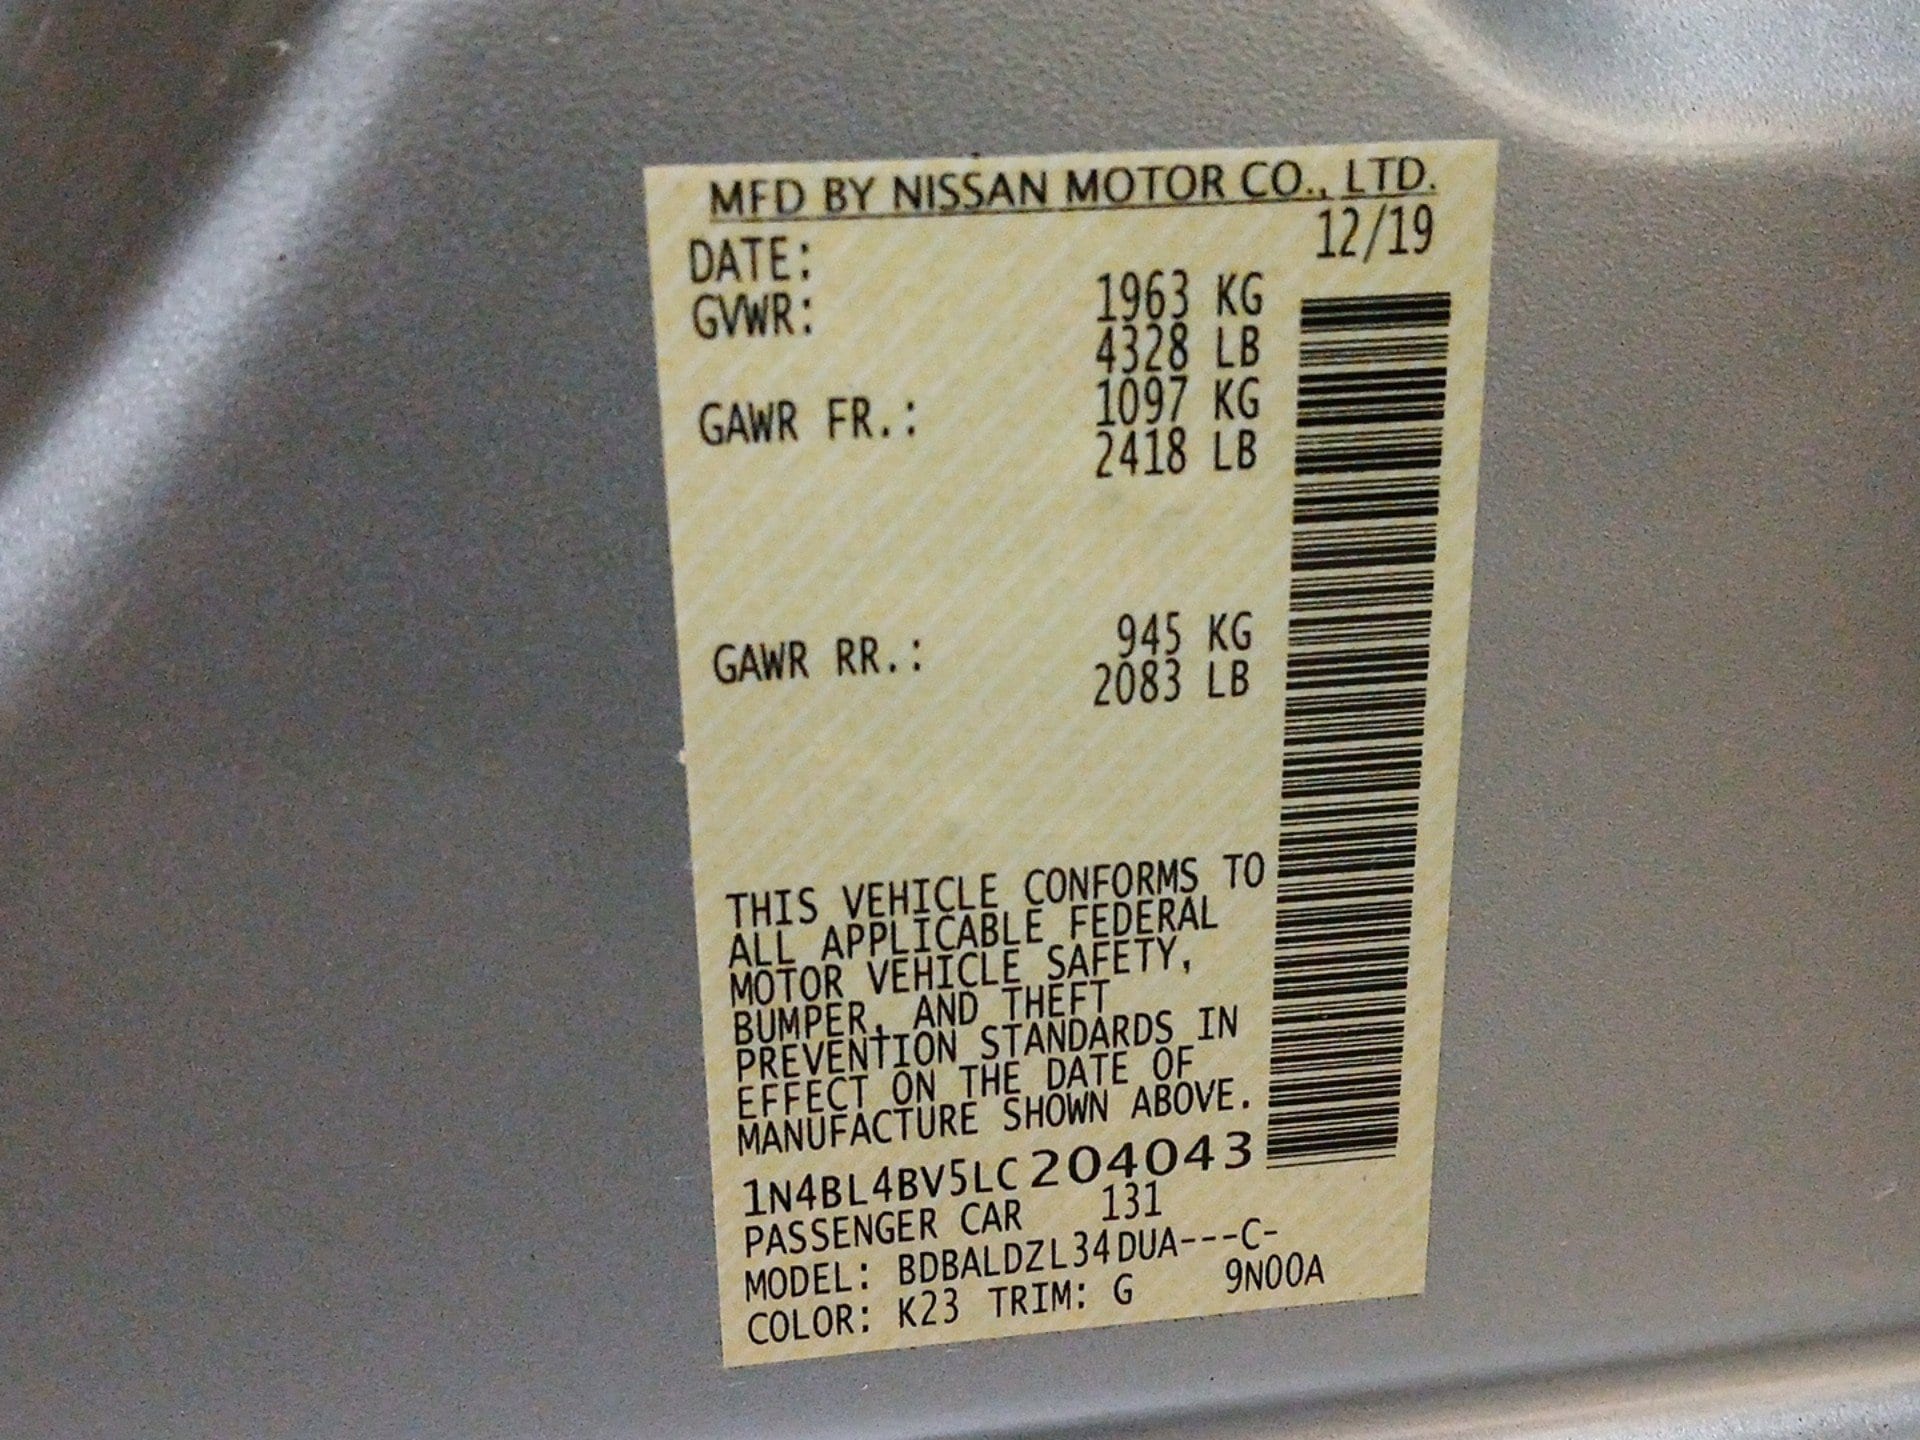 MFD BY NISSAN MOTOR CO., LTD.
DATE: 12/19
GVWR: 1963 KG
4328 LB
GAWR FR.: 1097 KG
2418 LB
GAWR RR.: 945 KG
2083 LB
THIS VEHICLE CONFORMS TO
ALL APPLICABLE FEDERAL
MOTOR VEHICLE SAFETY,
BUMPER, AND THEFT
PREVENTION STANDARDS IN
EFFECT ON THE DATE OF
MANUFACTURE SHOWN ABOVE.
1N4BL4BV5LC204043
PASSENGER CAR 131
MODEL: BDBALDZL34DUA---C-
COLOR: K23 TRIM: G 9N00A